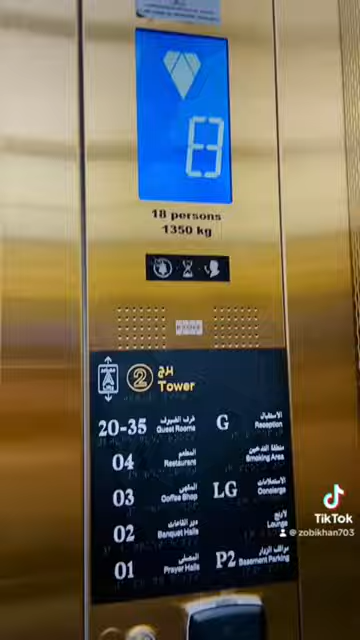 8
18 persons
1350 kg
2
برج
Tower
20-35
غرف الضيوف
Guest Rooms
04
المطعم
Restaurant
03
المقهى
Coffee Shop
02
Banquet Halls
01
المصلى
Prayer Halls
G
الاستقبال
Reception
منطقة التدخين
Smoking Area
LG
الاستعلامات
Concierge
لاونج
Lounge
P2
مواقف الزوار
Basement Parking
TikTok
@zobikhan703